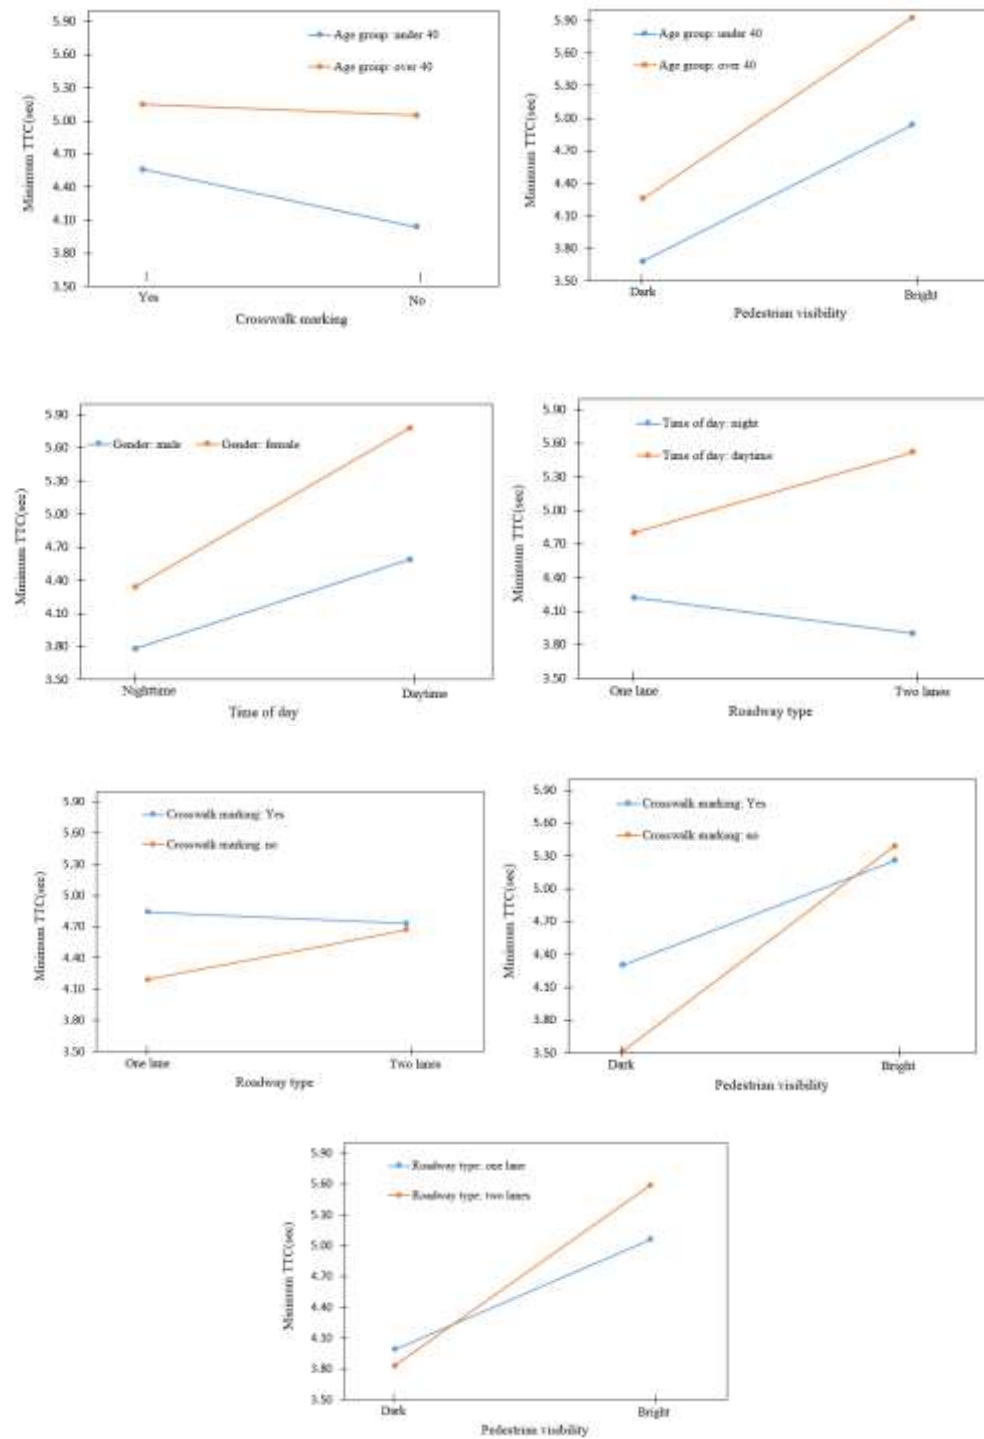 5.90
5.60
5.30
5.00
4.70
4.40
4.10
3.80
3.50
Minimum TTC(sec)
Age group: under 40
Age group: over 40
Yes
No
Crosswalk marking
5.90
5.60
5.30
5.00
4.70
4.40
4.10
3.80
3.50
Minimum TTC(sec)
Age group: under 40
Age group: over 40
Dark
Bright
Pedestrian visibility
5.90
5.60
5.30
5.00
4.70
4.40
4.10
3.80
3.50
Minimum TTC(sec)
Gender: male Gender: female
Nighttime
Daytime
Time of day
5.90
5.60
5.30
5.00
4.70
4.40
4.10
3.80
3.50
Minimum TTC(sec)
Time of day: night
Time of day: daytime
One lane
Two lanes
Roadway type
5.90
5.60
5.30
5.00
4.70
4.40
4.10
3.80
3.50
Minimum TTC(sec)
Crosswalk marking: Yes
Crosswalk marking: no
One lane
Two lanes
Roadway type
5.90
5.60
5.30
5.00
4.70
4.40
4.10
3.80
3.50
Minimum TTC(sec)
Crosswalk marking: Yes
Crosswalk marking: no
Dark
Bright
Pedestrian visibility
5.90
5.60
5.30
5.00
4.70
4.40
4.10
3.80
3.50
Minimum TTC(sec)
Roadway type: one lane
Roadway type: two lanes
Dark
Bright
Pedestrian visibility